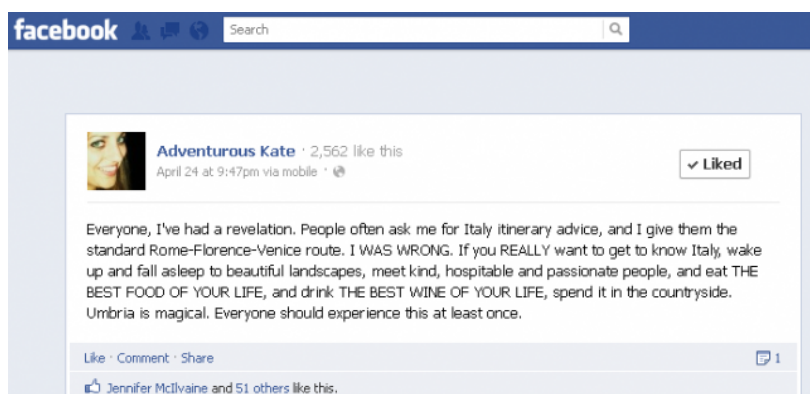 facebook Search
Adventurous Kate · 2,562 like this
April 24 at 9:47pm via mobile ·
✓ Liked
Everyone, I've had a revelation. People often ask me for Italy itinerary advice, and I give them the
standard Rome-Florence-Venice route. I WAS WRONG. If you REALLY want to get to know Italy, wake
up and fall asleep to beautiful landscapes, meet kind, hospitable and passionate people, and eat THE
BEST FOOD OF YOUR LIFE, and drink THE BEST WINE OF YOUR LIFE, spend it in the countryside.
Umbria is magical. Everyone should experience this at least once.
Like · Comment · Share 1
Jennifer McIlvaine and 51 others like this.